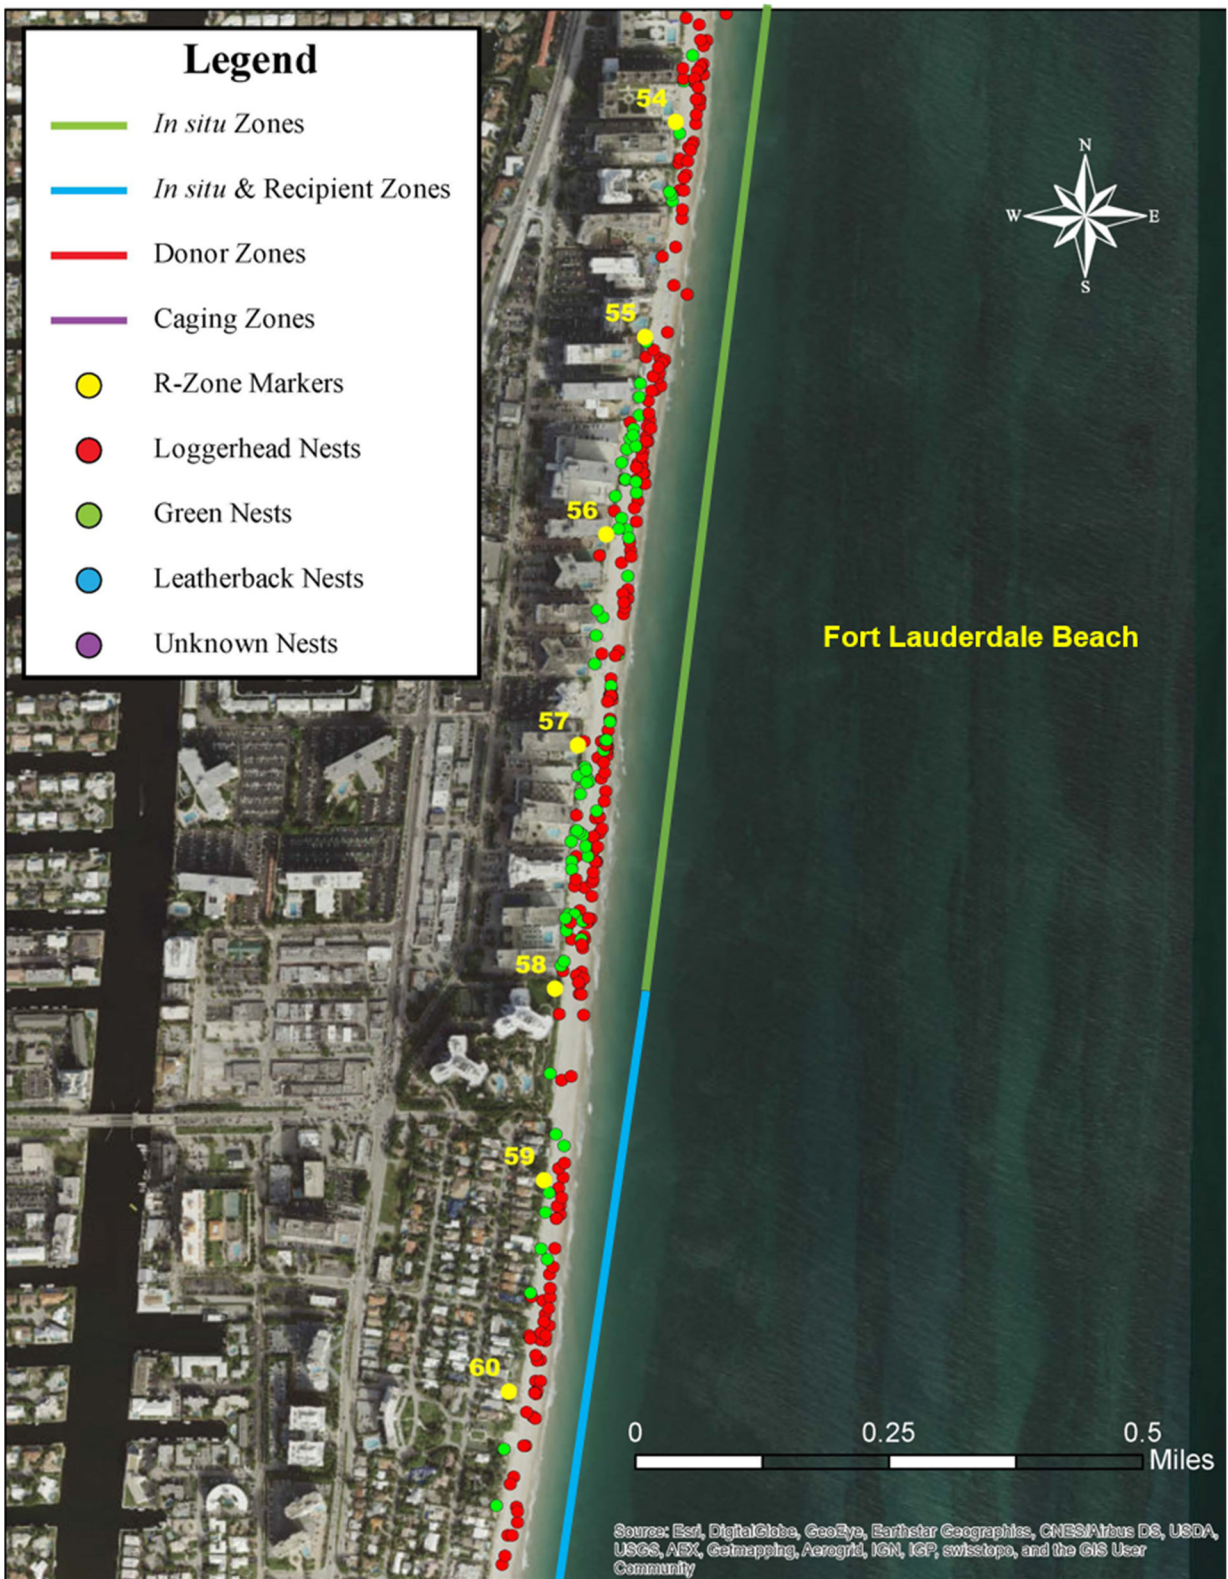 Legend
In situ Zones
In situ & Recipient Zones
Donor Zones
Caging Zones
R-Zone Markers
Loggerhead Nests
Green Nests
Leatherback Nests
Unknown Nests
54
N
W E
S
55
56
Fort Lauderdale Beach
57
58
59
60
0 0.25 0.5
Miles
Source: Esri, DigitalGlobe, GeoEye, Earthstar Geographics, CNES/Airbus DS, USDA,
USGS, AEX, Getmapping, Aerogrid, IGN, IGP, swisstopo, and the GIS User
Community